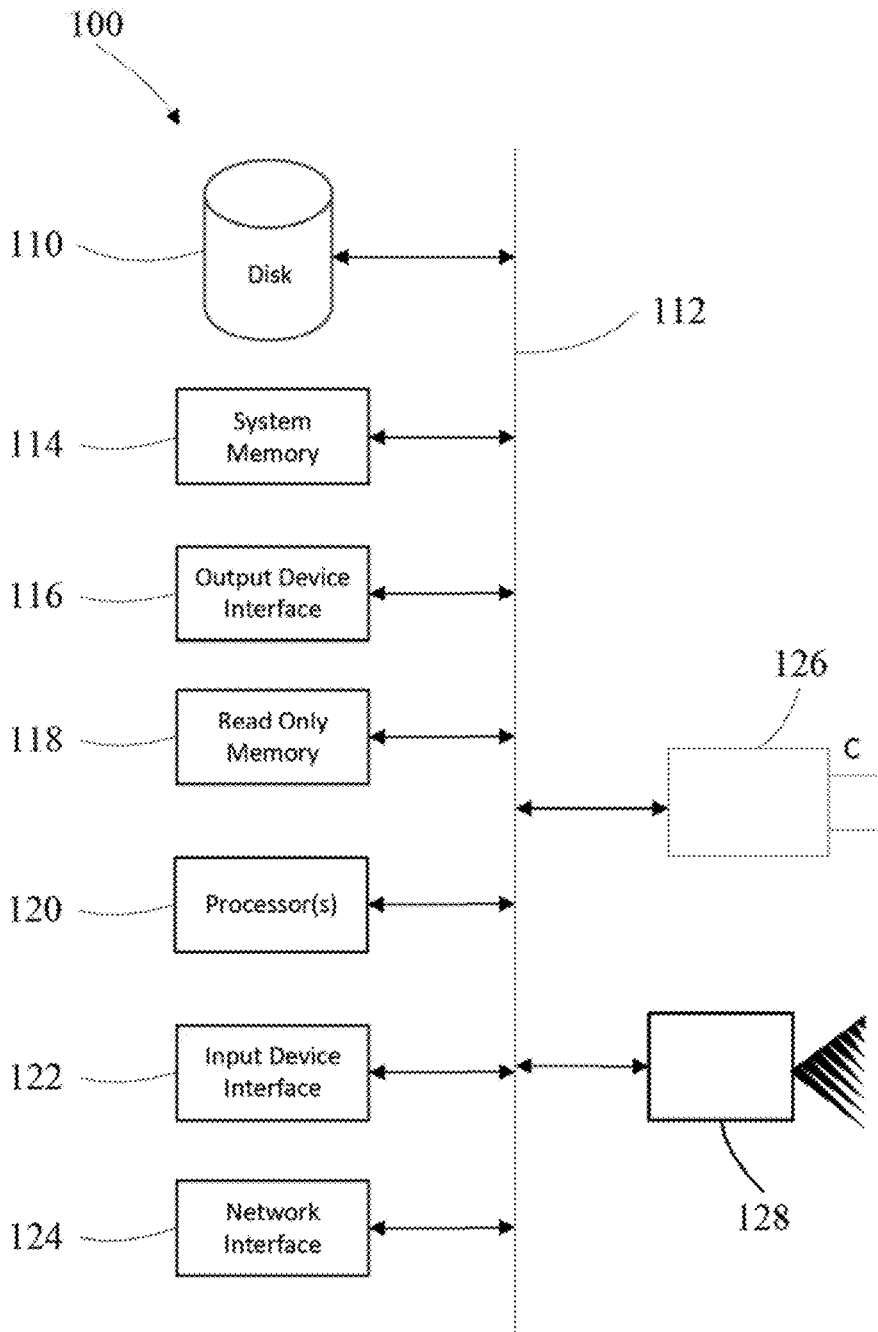 100
110
Disk
112
114
System
Memory
116
Output Device
Interface
126
118
Read Only
Memory
C
120
Processor(s)
122
Input Device
Interface
128
124
Network
Interface